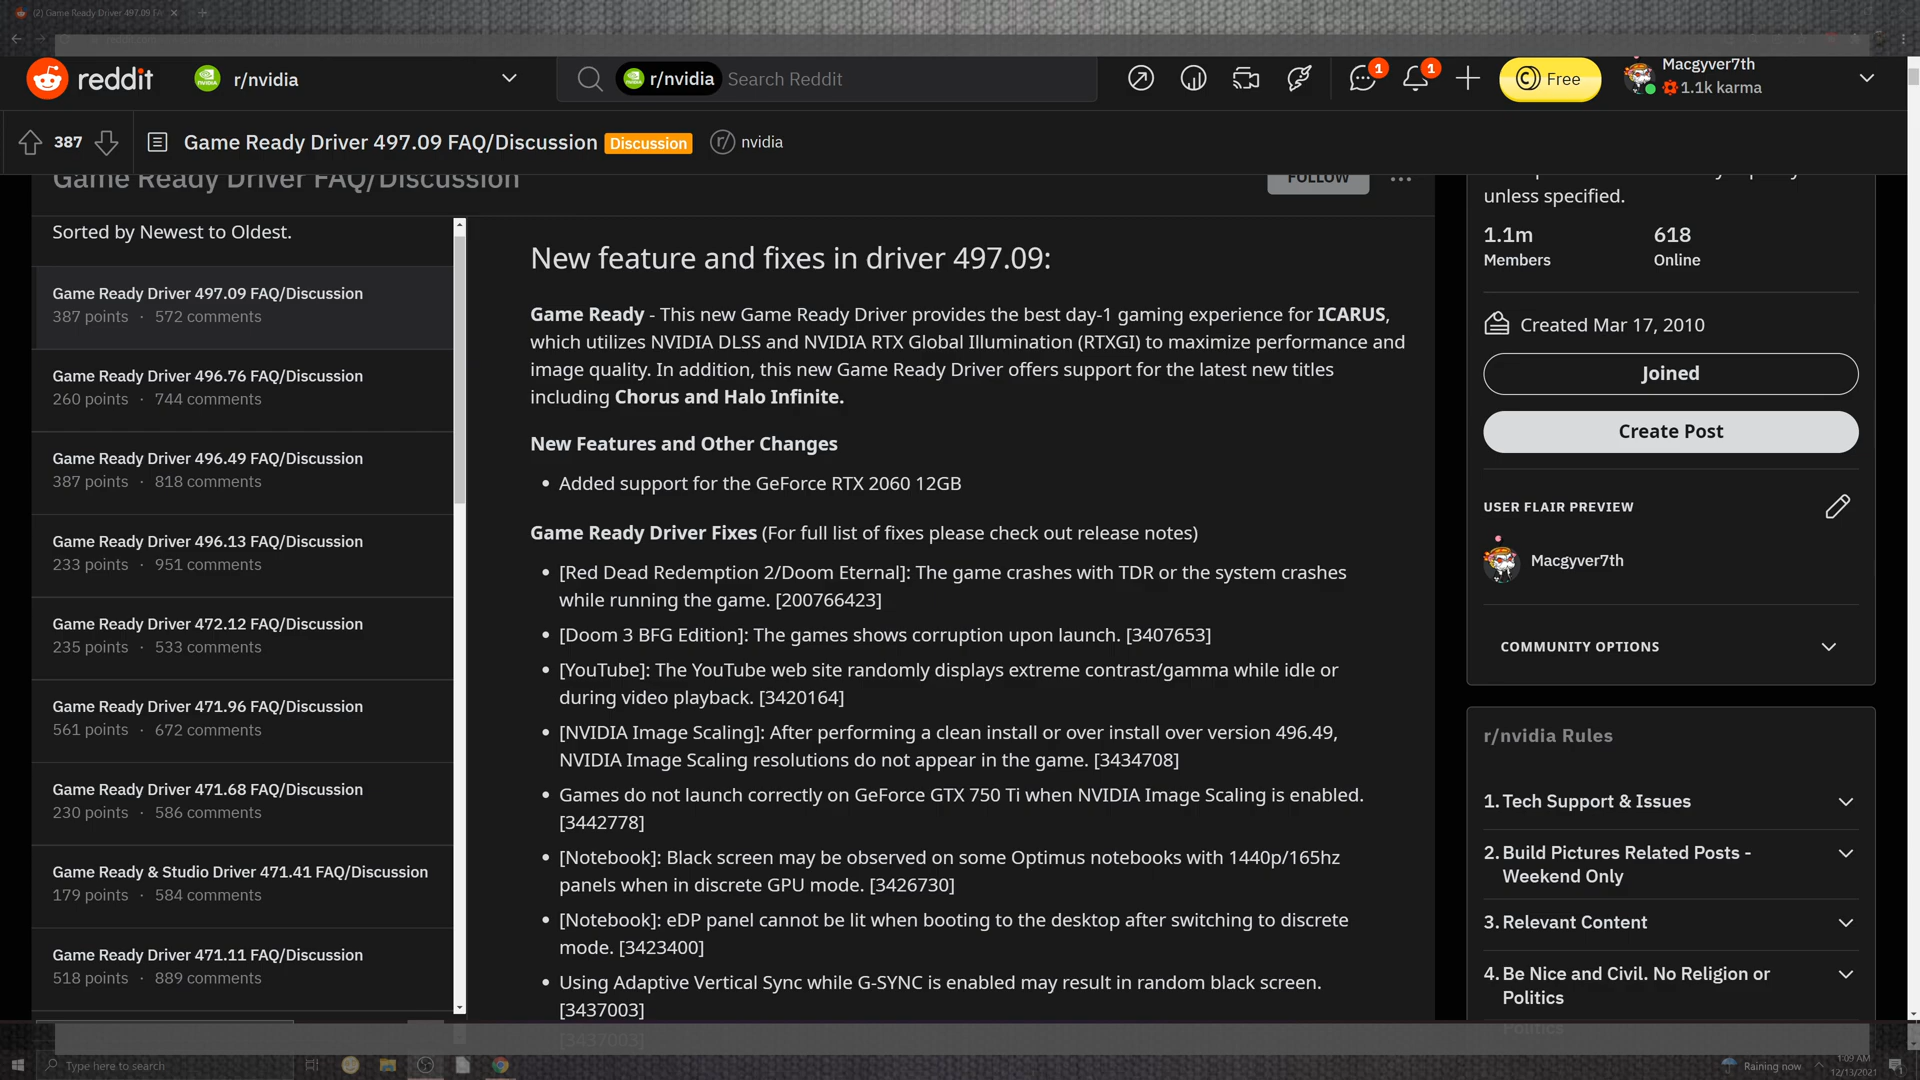 (2) Game Ready Driver 497.09 FA
reddit
r/nvidia
r/nvidia
Search Reddit
1
1
Free
Macgyver7th
1.1k karma
387
Game Ready Driver 497.09 FAQ/Discussion
Discussion
r/
nvidia
Game Ready Driver FAQ/Discussion
FOLLOW
Sorted by Newest to Oldest.
Game Ready Driver 497.09 FAQ/Discussion
387 points · 572 comments
Game Ready Driver 496.76 FAQ/Discussion
260 points · 744 comments
Game Ready Driver 496.49 FAQ/Discussion
387 points · 818 comments
Game Ready Driver 496.13 FAQ/Discussion
233 points · 951 comments
Game Ready Driver 472.12 FAQ/Discussion
235 points · 533 comments
Game Ready Driver 471.96 FAQ/Discussion
561 points · 672 comments
Game Ready Driver 471.68 FAQ/Discussion
230 points · 586 comments
Game Ready & Studio Driver 471.41 FAQ/Discussion
179 points · 584 comments
Game Ready Driver 471.11 FAQ/Discussion
518 points · 889 comments
New feature and fixes in driver 497.09:
Game Ready - This new Game Ready Driver provides the best day-1 gaming experience for ICARUS,
which utilizes NVIDIA DLSS and NVIDIA RTX Global Illumination (RTXGI) to maximize performance and
image quality. In addition, this new Game Ready Driver offers support for the latest new titles
including Chorus and Halo Infinite.
New Features and Other Changes
• Added support for the GeForce RTX 2060 12GB
Game Ready Driver Fixes (For full list of fixes please check out release notes)
• [Red Dead Redemption 2/Doom Eternal]: The game crashes with TDR or the system crashes
while running the game. [200766423]
• [Doom 3 BFG Edition]: The games shows corruption upon launch. [3407653]
• [YouTube]: The YouTube web site randomly displays extreme contrast/gamma while idle or
during video playback. [3420164]
• [NVIDIA Image Scaling]: After performing a clean install or over install over version 496.49,
NVIDIA Image Scaling resolutions do not appear in the game. [3434708]
• Games do not launch correctly on GeForce GTX 750 Ti when NVIDIA Image Scaling is enabled.
[3442778]
• [Notebook]: Black screen may be observed on some Optimus notebooks with 1440p/165hz
panels when in discrete GPU mode. [3426730]
• [Notebook]: eDP panel cannot be lit when booting to the desktop after switching to discrete
mode. [3423400]
• Using Adaptive Vertical Sync while G-SYNC is enabled may result in random black screen.
[3437003]
[3437003]
unless specified.
1.1m
Members
618
Online
Created Mar 17, 2010
Joined
Create Post
USER FLAIR PREVIEW
Macgyver7th
COMMUNITY OPTIONS
r/nvidia Rules
1. Tech Support & Issues
2. Build Pictures Related Posts -
Weekend Only
3. Relevant Content
4. Be Nice and Civil. No Religion or
Politics
Politics
Type here to search
Raining now
1:09 AM
12/13/2021